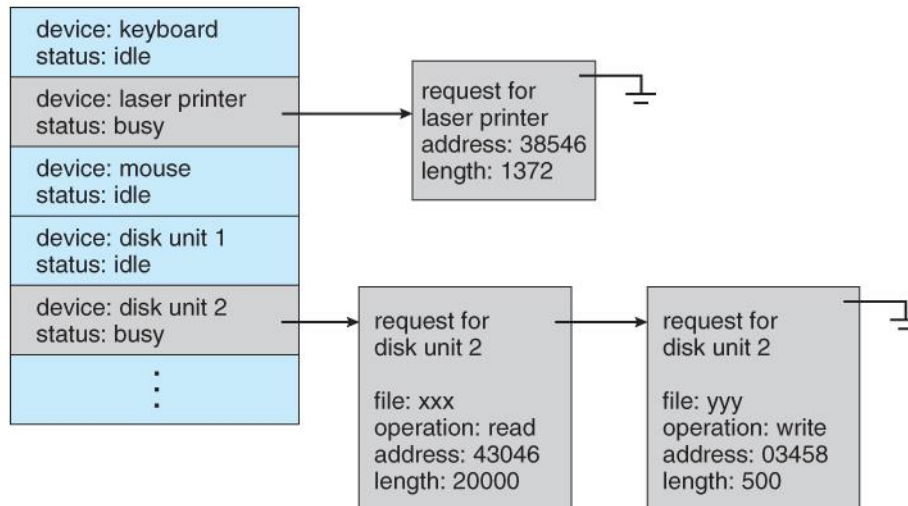 device: keyboard
status: idle
device: laser printer
status: busy
device: mouse
status: idle
device: disk unit 1
status: idle
device: disk unit 2
status: busy
request for
laser printer
address: 38546
length: 1372
request for
disk unit 2
file: xxx
operation: read
address: 43046
length: 20000
request for
disk unit 2
file: yyy
operation: write
address: 03458
length: 500